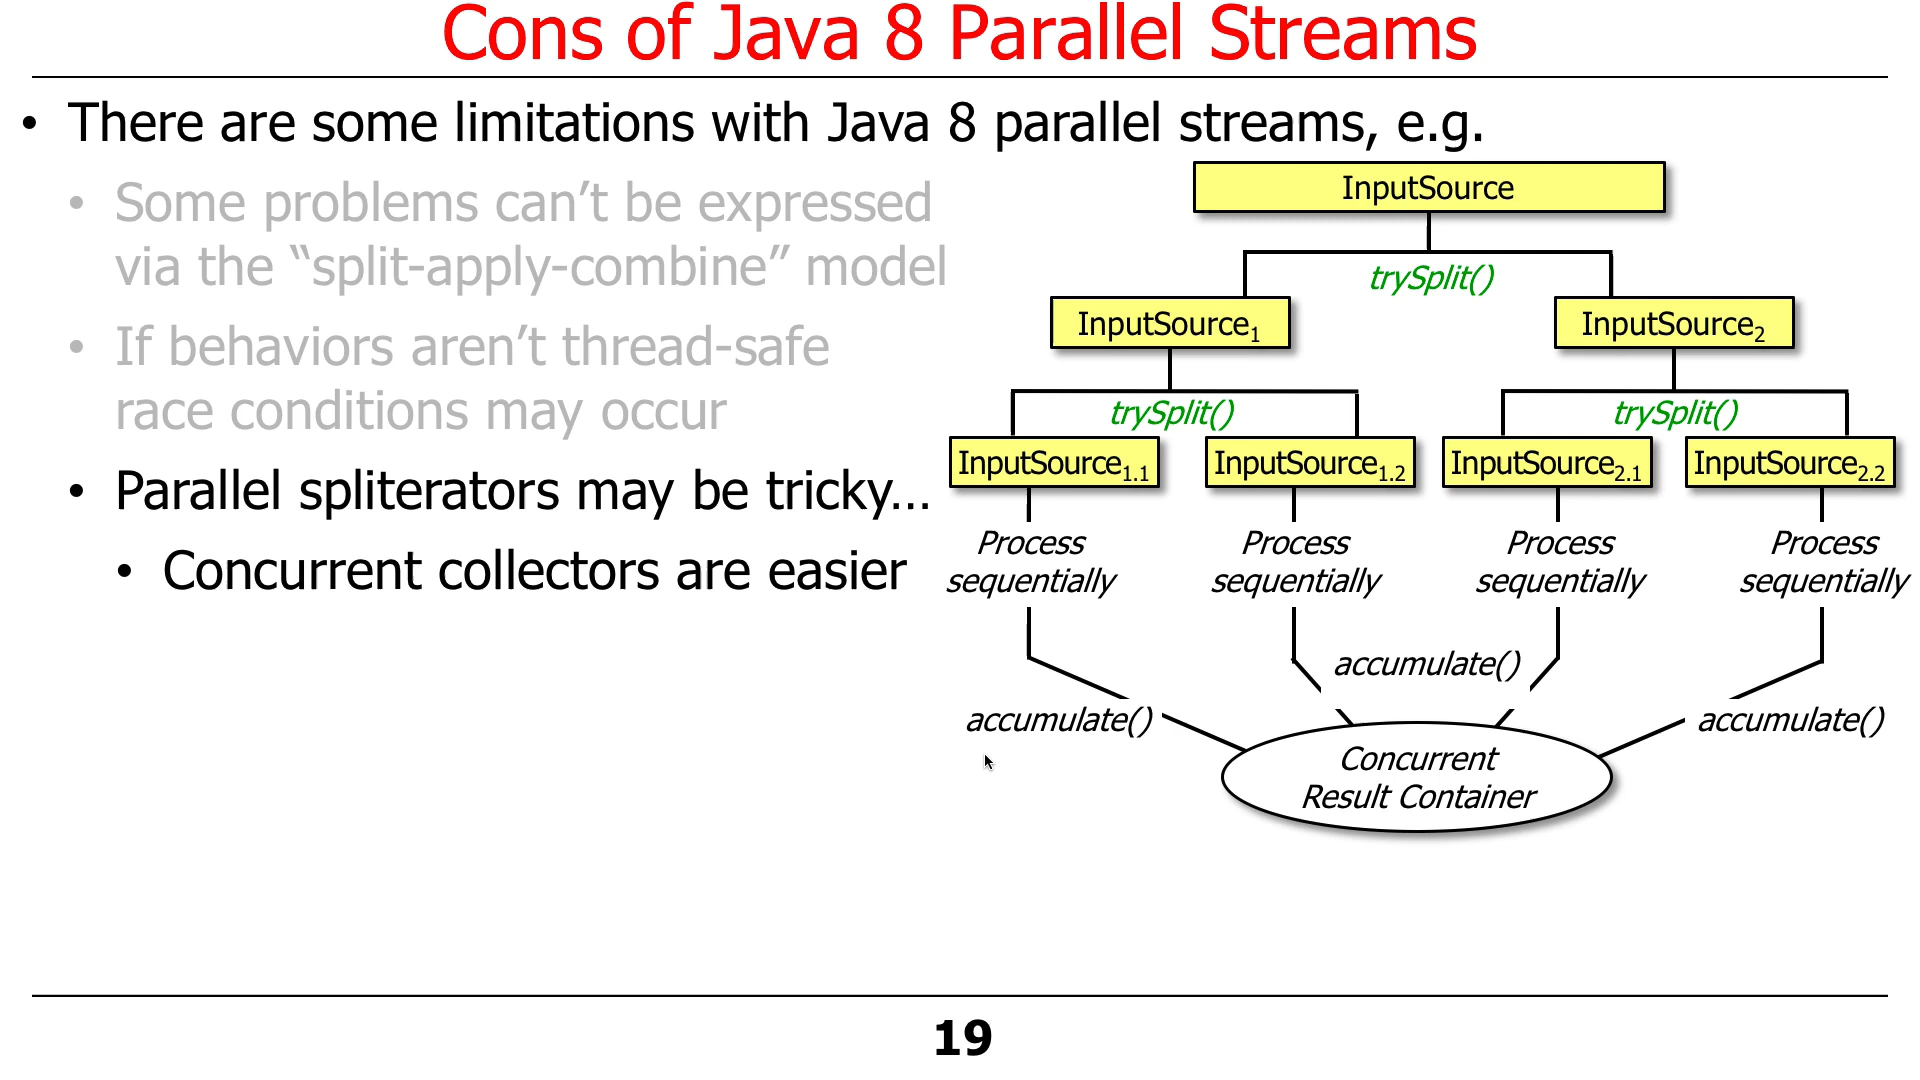 Cons of Java 8 Parallel Streams
• There are some limitations with Java 8 parallel streams, e.g.
• Some problems can’t be expressed
via the “split-apply-combine” model
• If behaviors aren’t thread-safe
race conditions may occur
• Parallel spliterators may be tricky…
• Concurrent collectors are easier
InputSource
trySplit()
InputSource1
InputSource2
trySplit()
trySplit()
InputSource1.1
InputSource1.2
InputSource2.1
InputSource2.2
Process
sequentially
Process
sequentially
Process
sequentially
Process
sequentially
accumulate()
accumulate()
accumulate()
Concurrent
Result Container
19